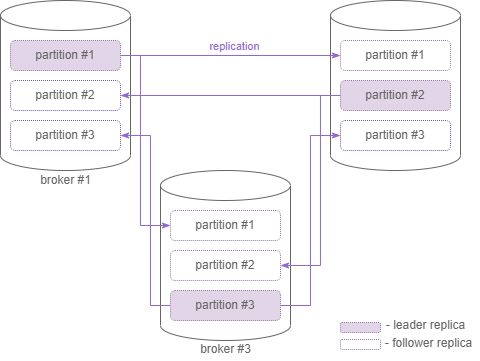 partition #1
replication
partition #1
partition #2
partition #2
partition #3
partition #3
broker #1
partition #1
partition #2
partition #3
broker #3
- leader replica
- follower replica